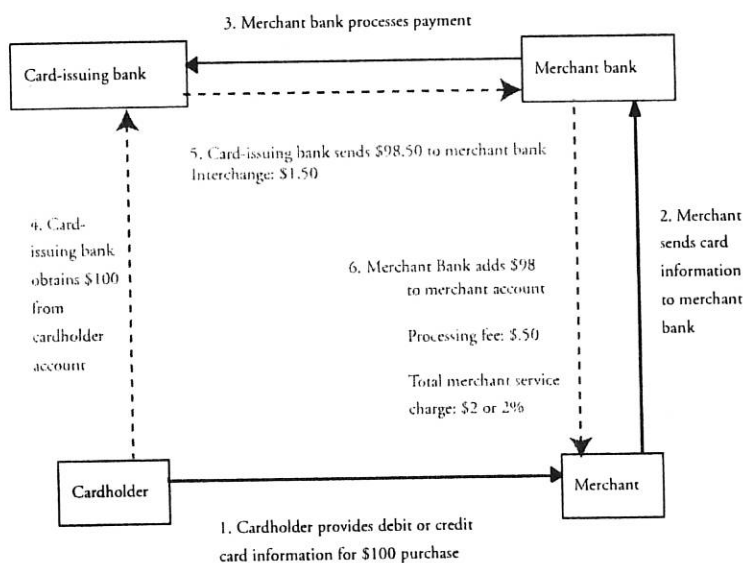 3. Merchant bank processes payment
Card-issuing bank
Merchant bank
5. Card-issuing bank sends $98.50 to merchant bank
Interchange: $1.50
4. Card-
issuing bank
obtains $100
from
cardholder
account
6. Merchant Bank adds $98
to merchant account
Processing fee: $.50
Total merchant service
charge: $2 or 2%
2. Merchant
sends card
information
to merchant
bank
Cardholder
Merchant
1. Cardholder provides debit or credit
card information for $100 purchase